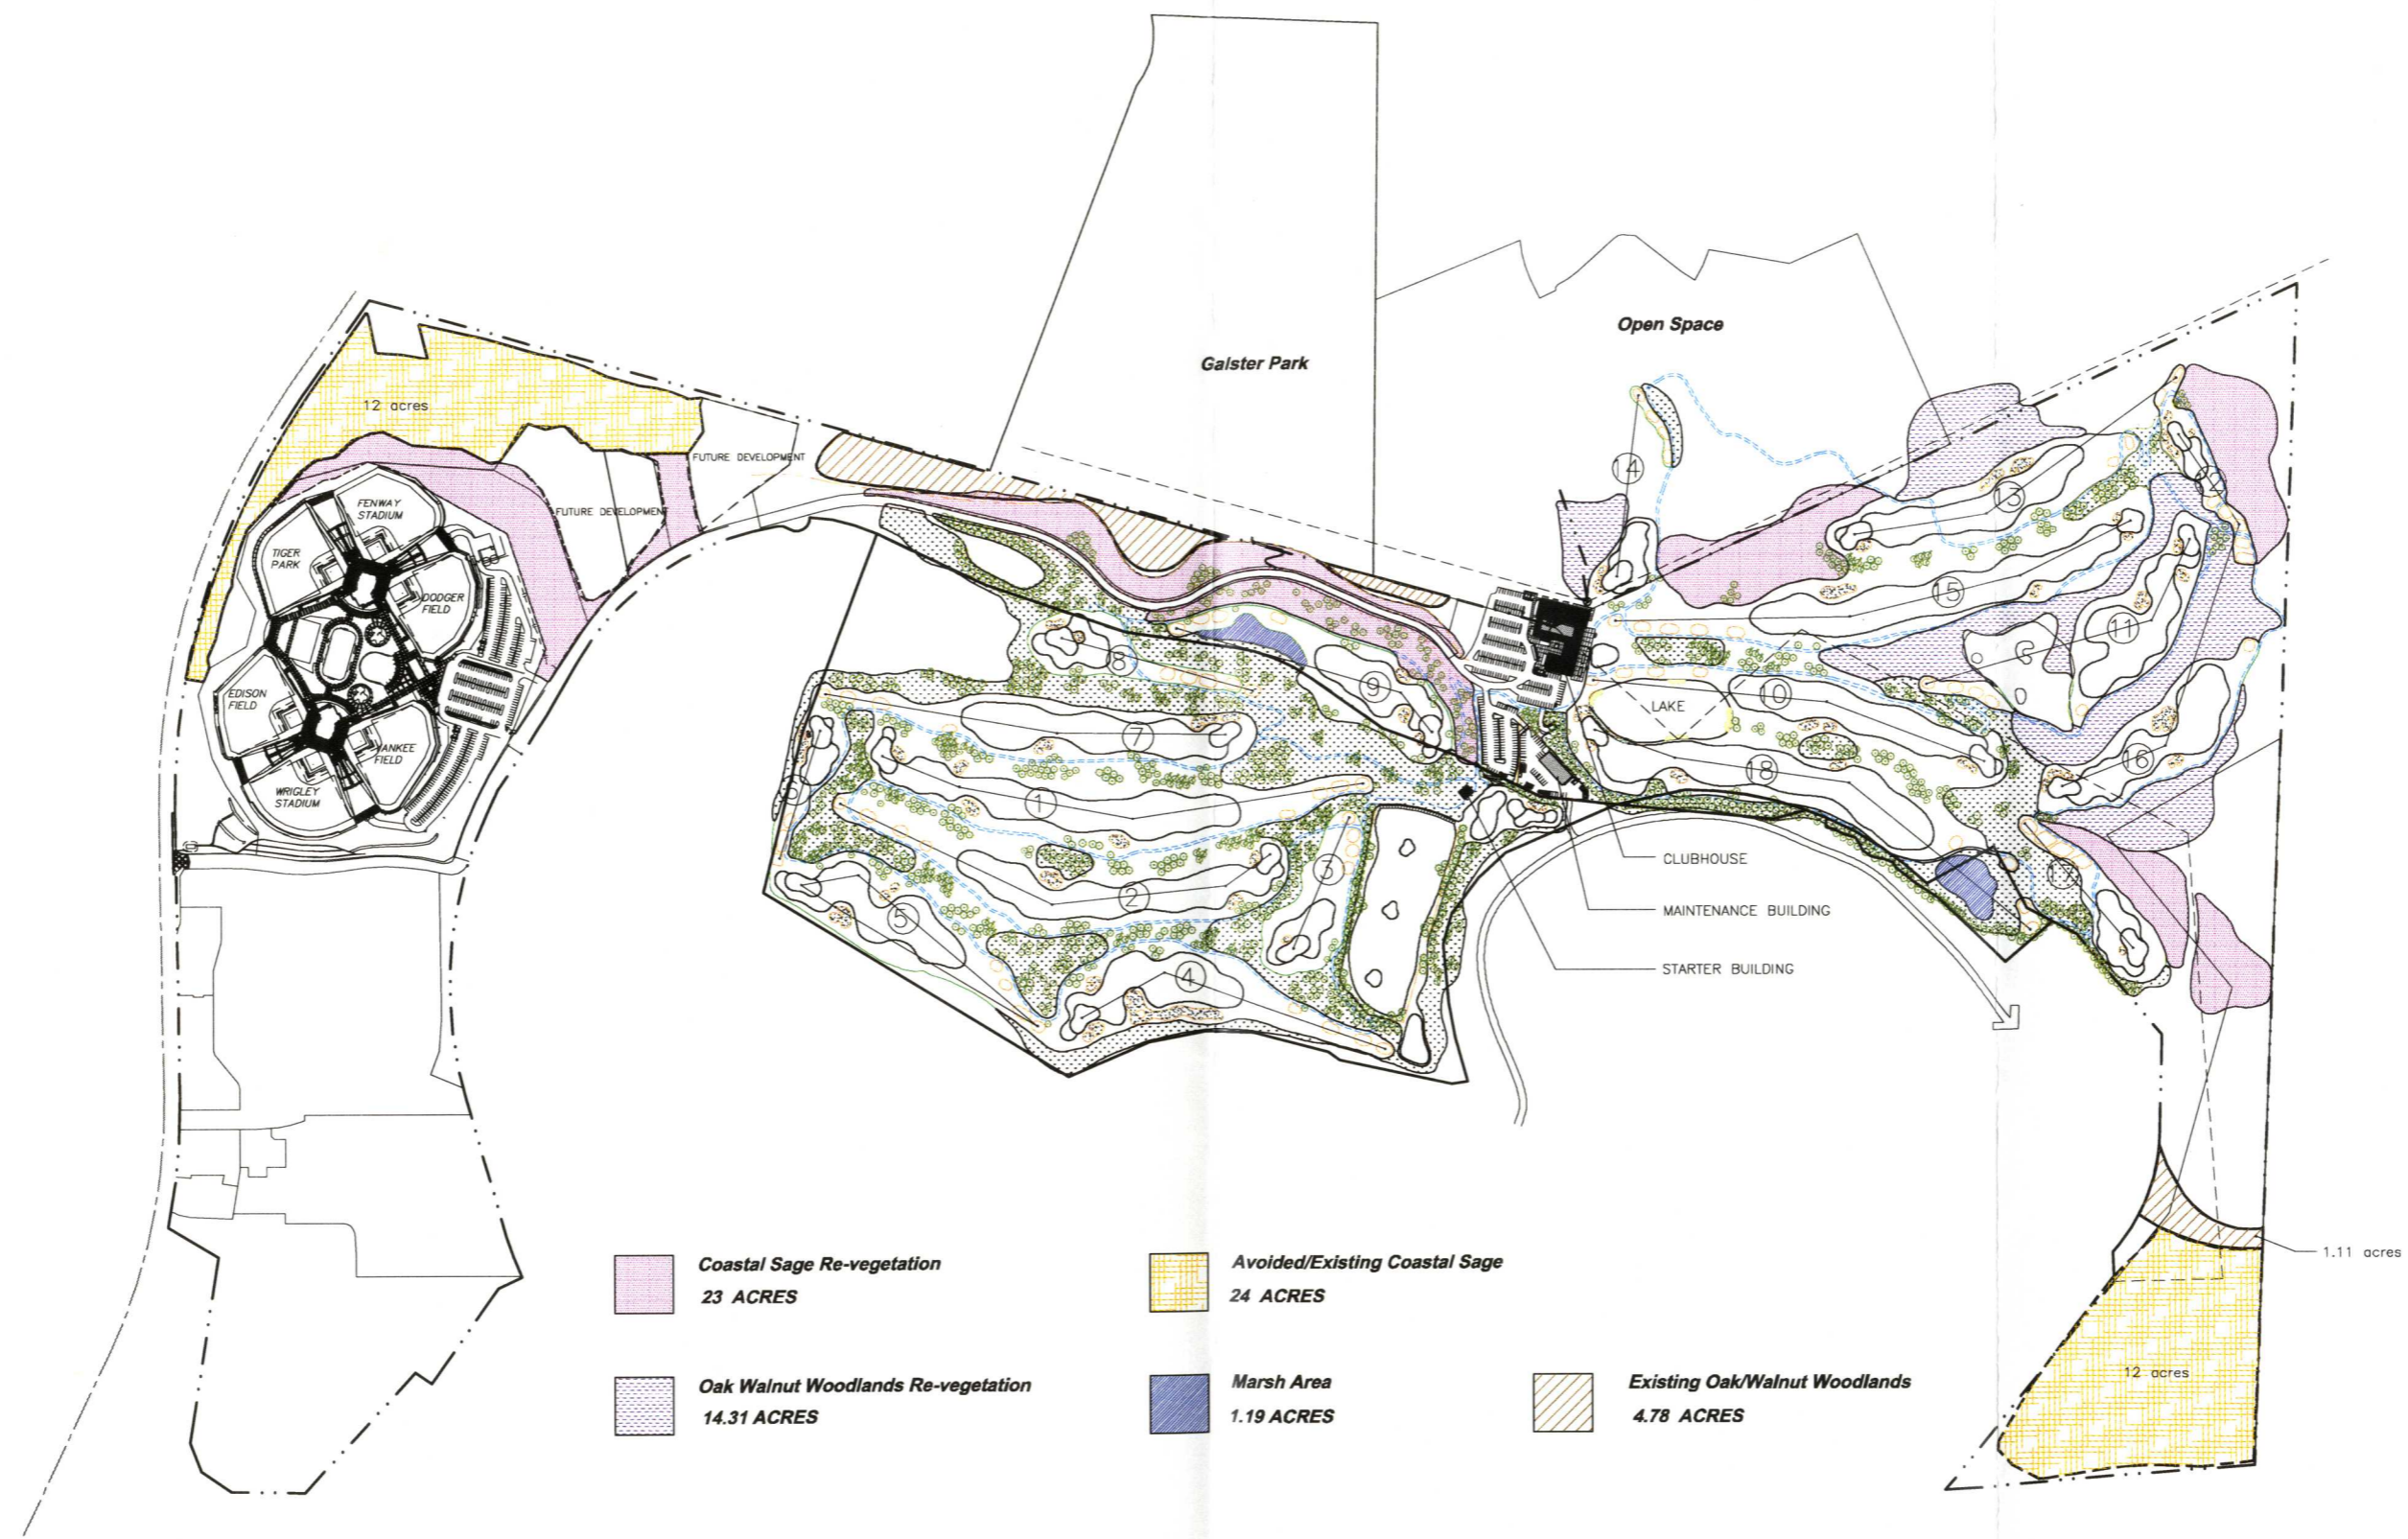 Galster Park
Open Space
12 acres
FUTURE DEVELOPMENT
FUTURE DEVELOPMENT
FENWAY
STADIUM
TIGER
PARK
DODGER
FIELD
EDISON
FIELD
YANKEE
FIELD
WRIGLEY
STADIUM
14
13
12
15
11
8
9
10
LAKE
7
16
18
6
1
3
17
2
5
4
CLUBHOUSE
MAINTENANCE BUILDING
STARTER BUILDING
1.11 acres
12 acres
Coastal Sage Re-vegetation
23 ACRES
Avoided/Existing Coastal Sage
24 ACRES
Oak Walnut Woodlands Re-vegetation
14.31 ACRES
Marsh Area
1.19 ACRES
Existing Oak/Walnut Woodlands
4.78 ACRES